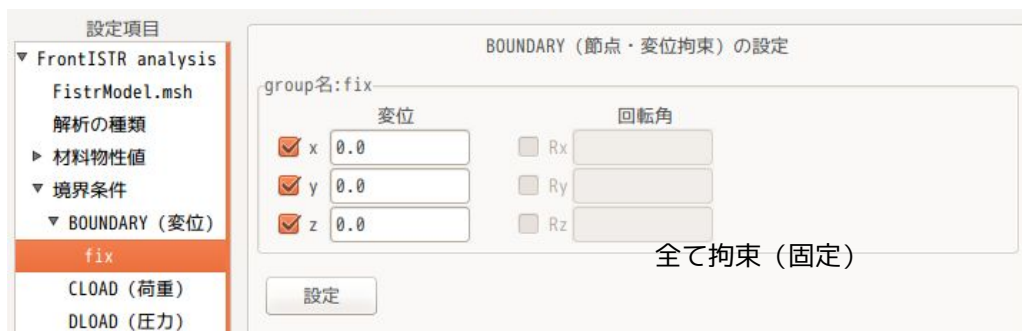 設定項目
▼ FrontISTR analysis
FistrModel.msh
解析の種類
▶ 材料物性値
▼ 境界条件
▼ BOUNDARY (変位)
fix
CLOAD (荷重)
DLOAD (圧力)
BOUNDARY (節点・変位拘束) の設定
group名:fix
変位 回転角
x 0.0 Rx
y 0.0 Ry
z 0.0 Rz
全て拘束（固定）
設定